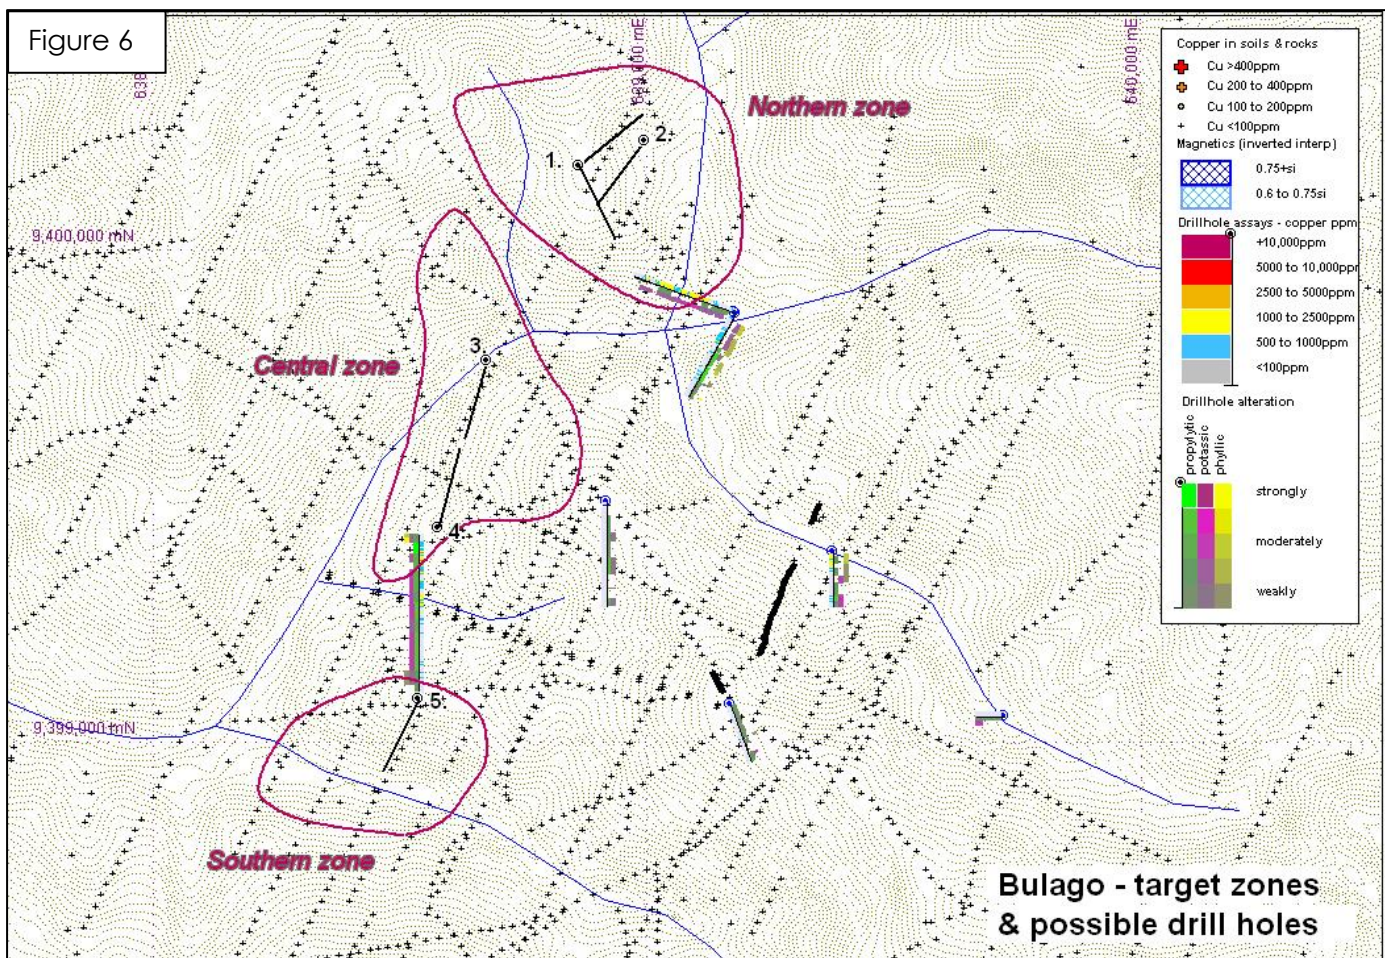 Figure 6
638
639,000 mE
640,000 mE
Northern zone
1.
2.
9,400,000 mN
Central zone
3.
4.
5.
9,399,000 mN
Southern zone
Copper in soils & rocks
Cu >400ppm
Cu 200 to 400ppm
Cu 100 to 200ppm
Cu <100ppm
Magnetics (inverted interp)
0.75+si
0.6 to 0.75si
Drillhole assays - copper ppm
+10,000ppm
5000 to 10,000ppm
2500 to 5000ppm
1000 to 2500ppm
500 to 1000ppm
<100ppm
Drillhole alteration
propylytic
potassic
phyllic
strongly
moderately
weakly
Bulago - target zones
& possible drill holes